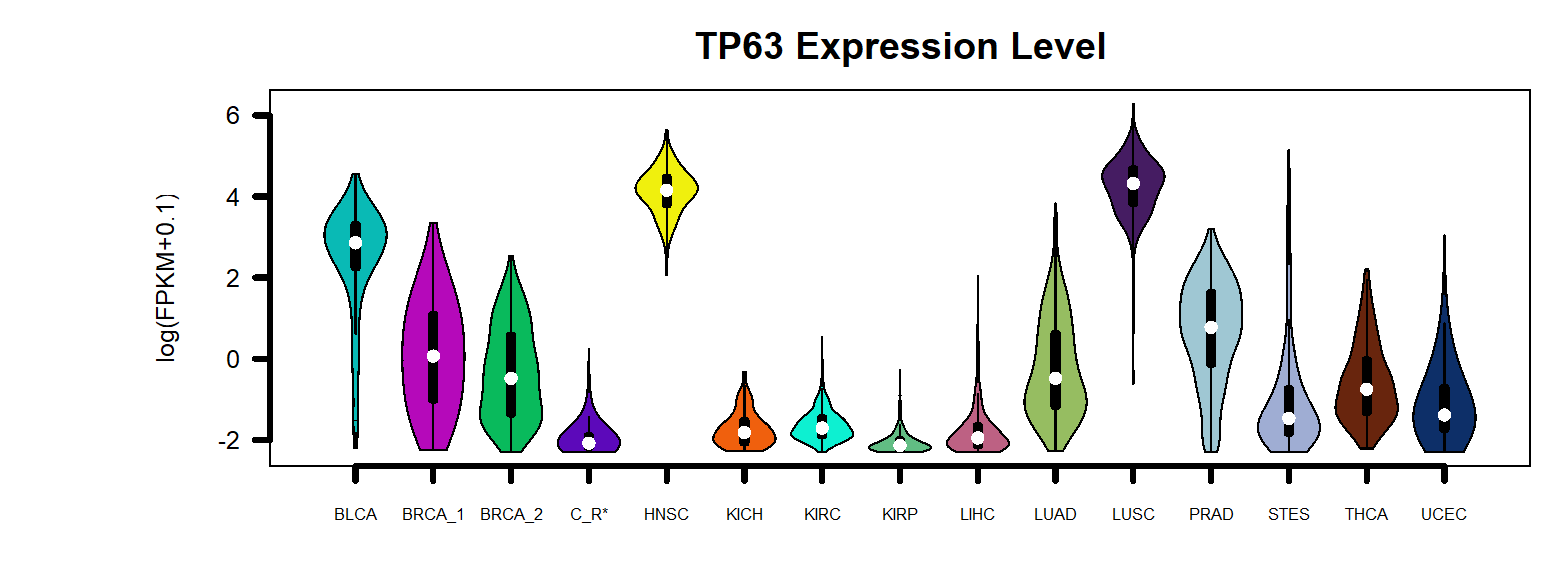 TP63 Expression Level
log(FPKM+0.1)
6
4
2
0
-2
BLCA BRCA_1 BRCA_2 C_R* HNSC KICH KIRC KIRP LIHC LUAD LUSC PRAD STES THCA UCEC